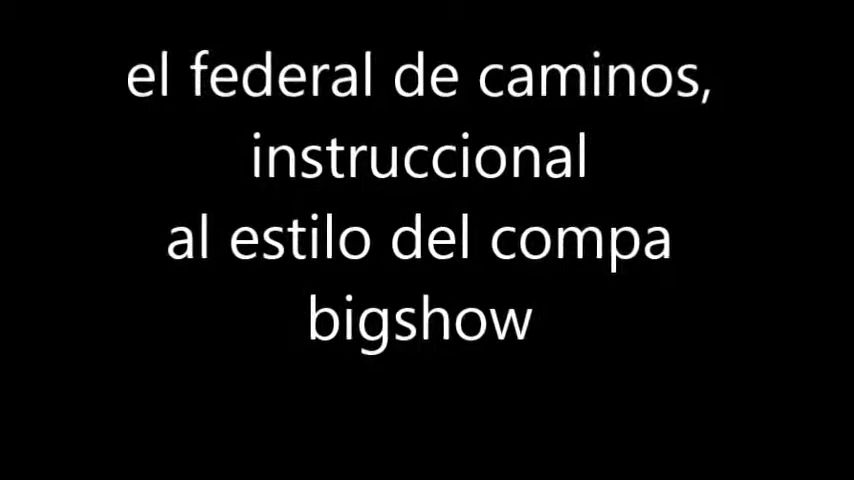 el federal de caminos,
instruccional
al estilo del compa
bigshow